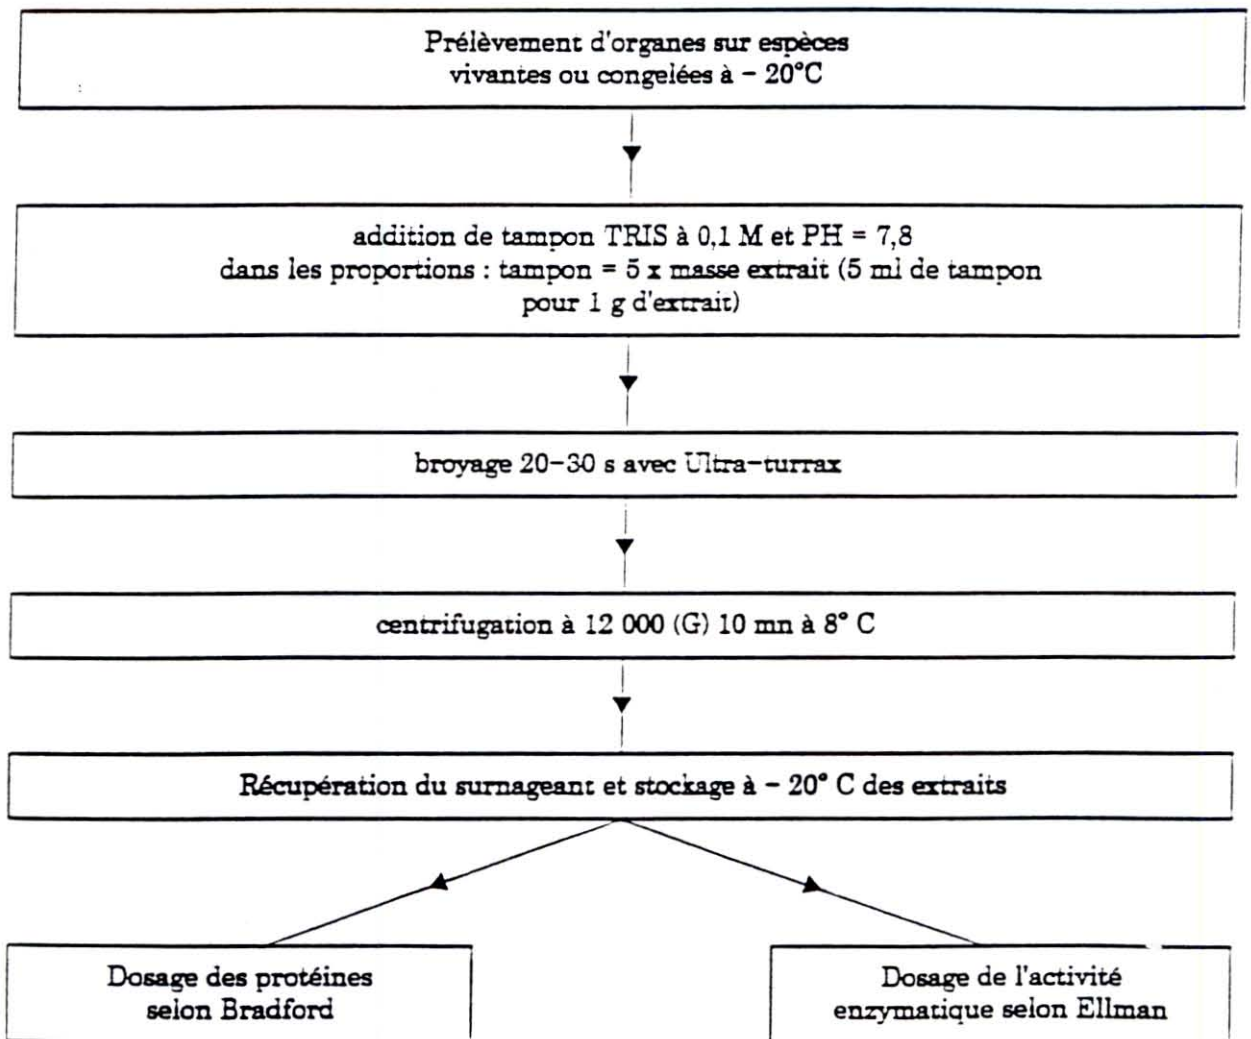 Prélèvement d'organes sur espèces
vivantes ou congelées à - 20°C
addition de tampon TRIS à 0,1 M et PH = 7,8
dans les proportions : tampon = 5 x masse extrait (5 ml de tampon
pour 1 g d'extrait)
broyage 20-30 s avec Ultra-turrax
centrifugation à 12 000 (G) 10 mn à 8° C
Récupération du surnageant et stockage à - 20° C des extraits
Dosage des protéines
selon Bradford
Dosage de l'activité
enzymatique selon Ellman